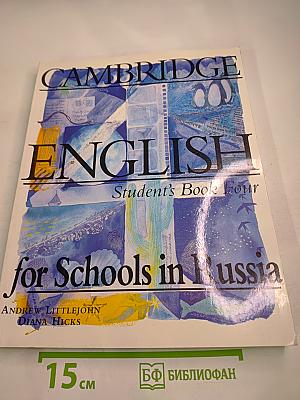 CAMBRIDGE
ENGLISH
Student's Book Four
for Schools in Russia
ANDREW LITTLEJOHN
DIANA HICKS
15 см
БФ БИБЛИОФАН